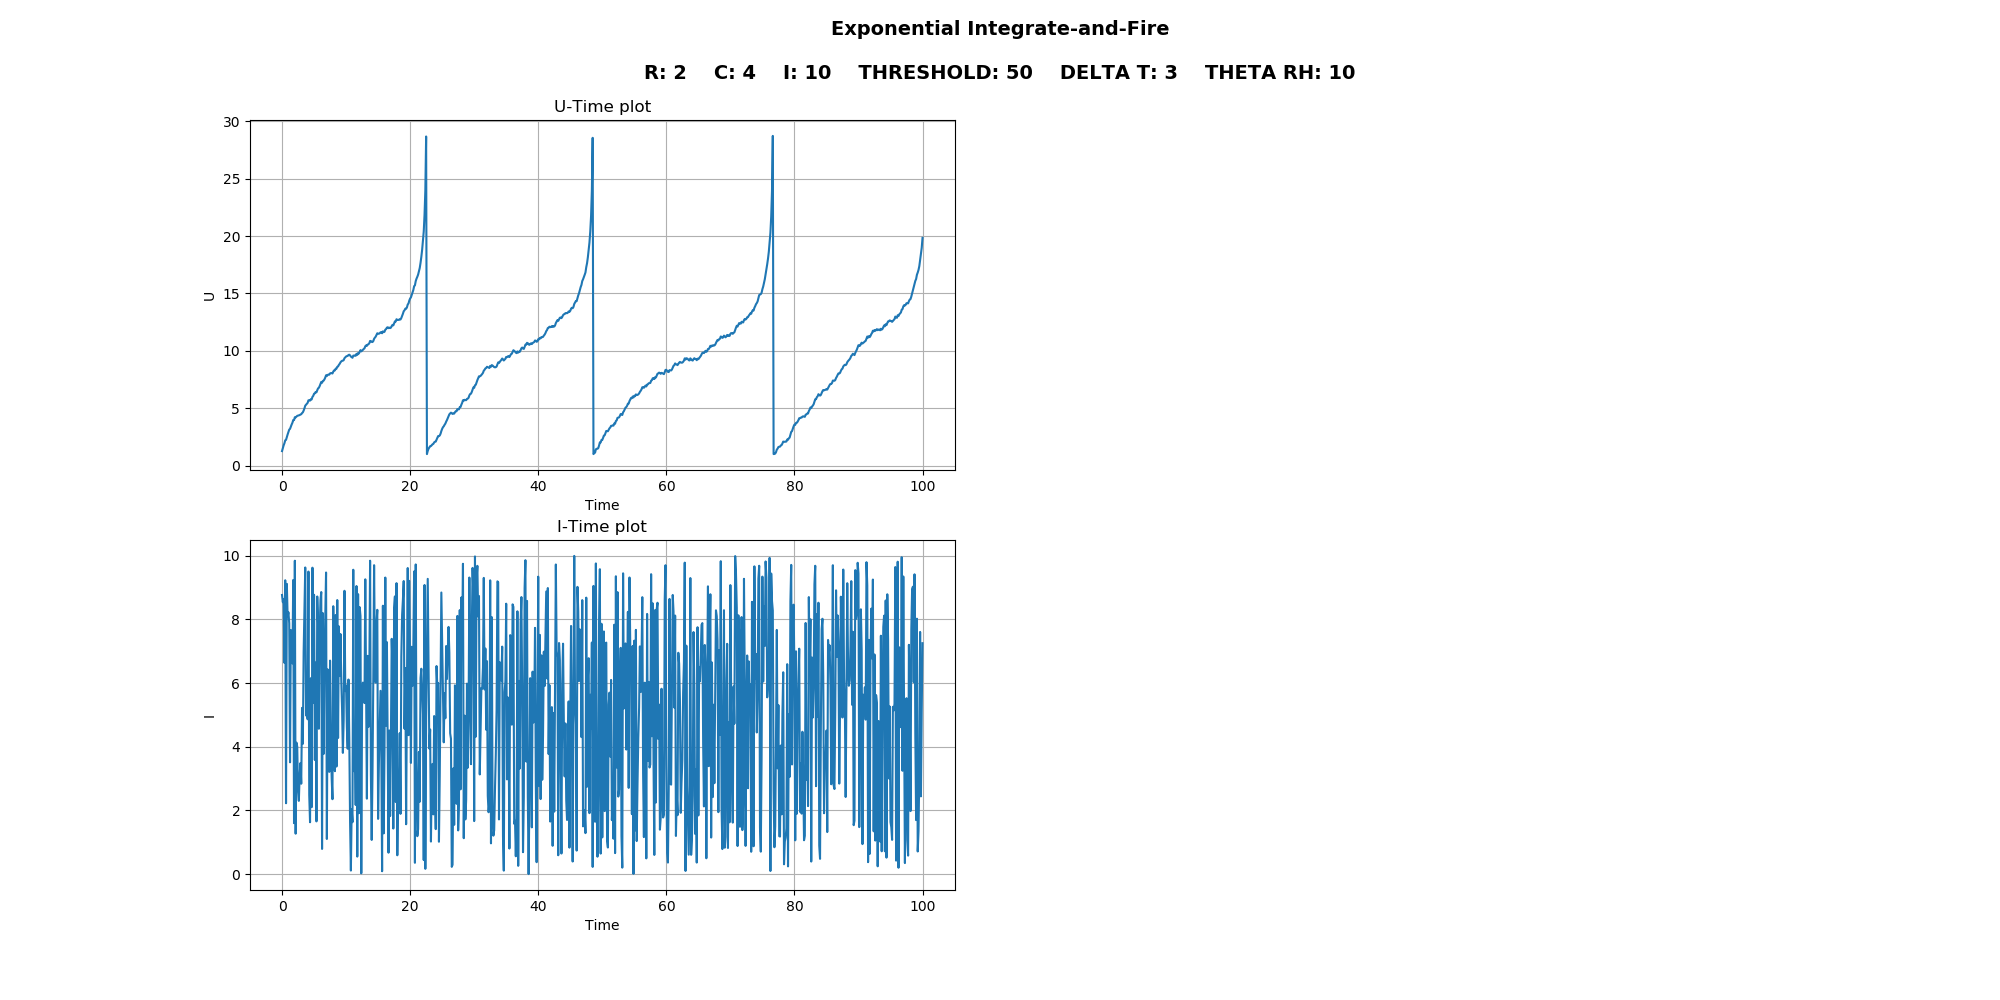 Exponential Integrate-and-Fire
R: 2 C: 4 I: 10 THRESHOLD: 50 DELTA T: 3 THETA RH: 10
U-Time plot
30
25
20
15
10
5
0
U
0 20 40 60 80 100
Time
I-Time plot
10
8
6
4
2
0
I
0 20 40 60 80 100
Time